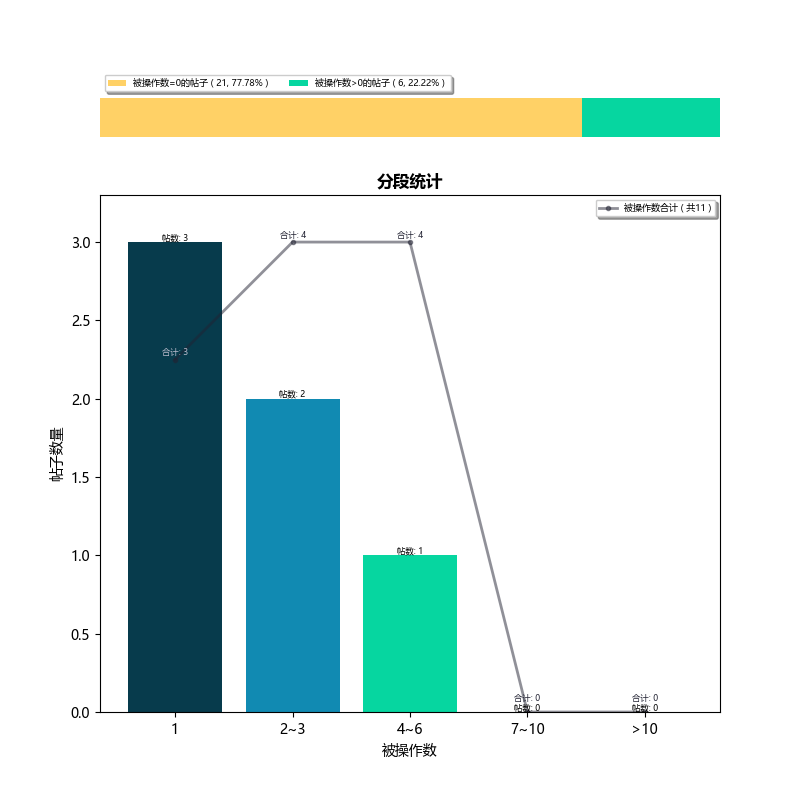 被操作数=0的帖子 ( 21, 77.78% ) 被操作数>0的帖子 ( 6, 22.22% )
分段统计
被操作数合计 ( 共11 )
帖数: 3
合计: 4
合计: 4
3.0
2.5
合计: 3
2.0
帖数: 2
帖子数量
1.5
1.0
帖数: 1
0.5
合计: 0
合计: 0
帖数: 0
帖数: 0
0.0
1 2~3 4~6 7~10 >10
被操作数